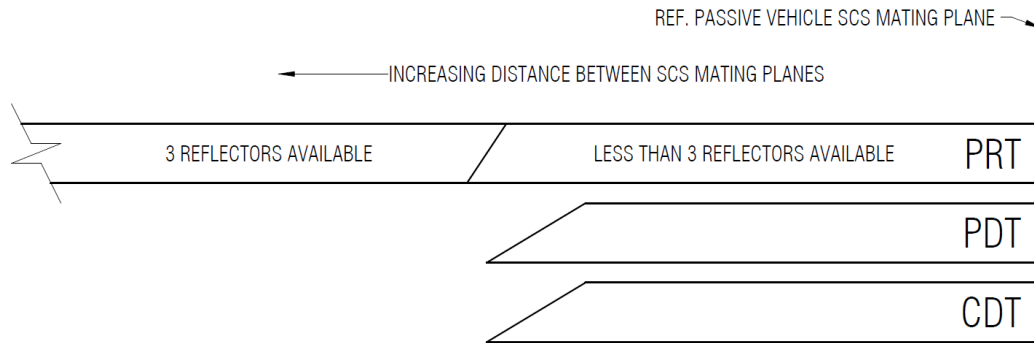 REF. PASSIVE VEHICLE SCS MATING PLANE
INCREASING DISTANCE BETWEEN SCS MATING PLANES
3 REFLECTORS AVAILABLE
LESS THAN 3 REFLECTORS AVAILABLE
PRT
PDT
CDT